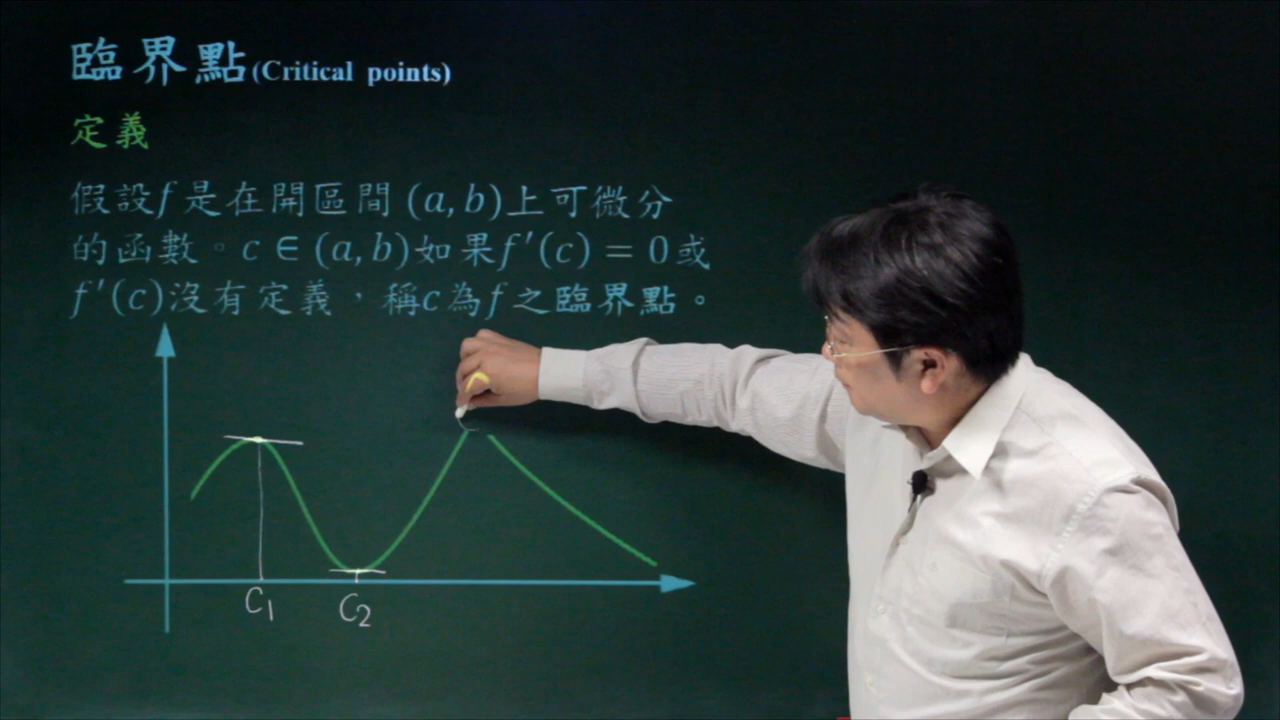 臨界點(Critical points)
定義
假設f是在開區間(a,b)上可微分
的函數。c∈(a,b)如果f′(c)=0或
f′(c)沒有定義，稱c為f之臨界點。
C₁ C₂